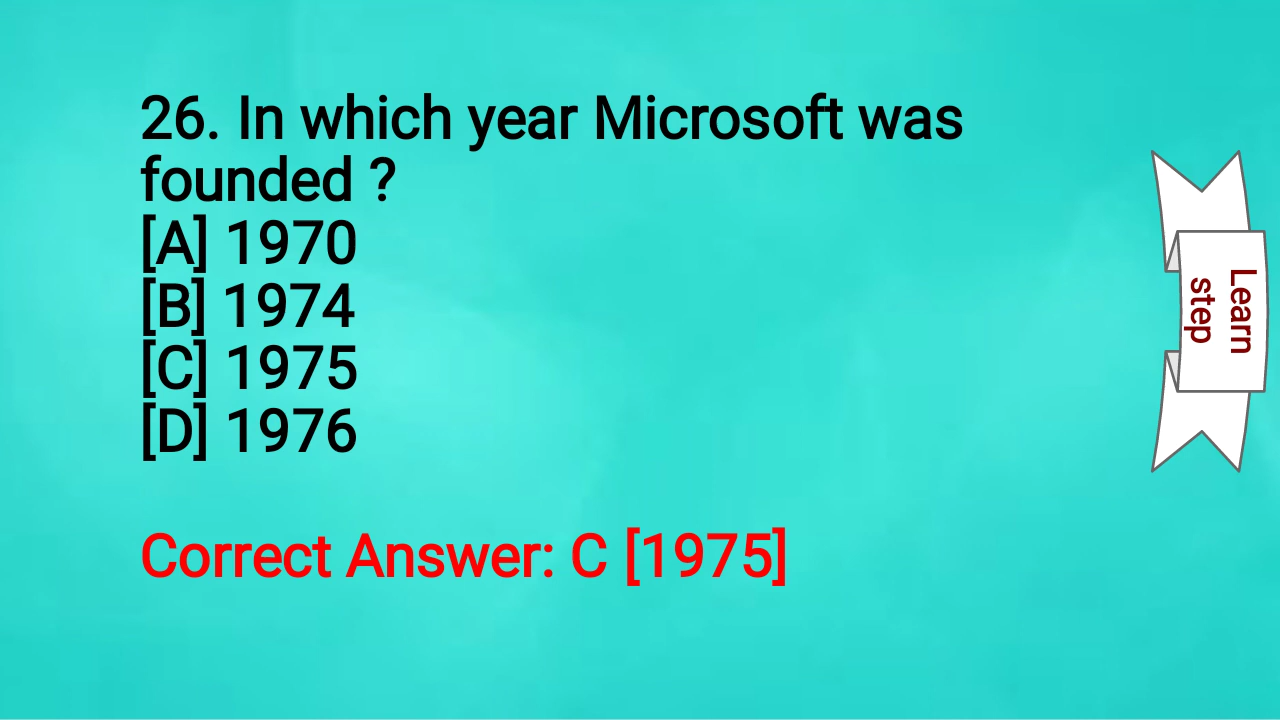 26. In which year Microsoft was
founded ?
[A] 1970
[B] 1974
[C] 1975
[D] 1976
Correct Answer: C [1975]
Learn
step